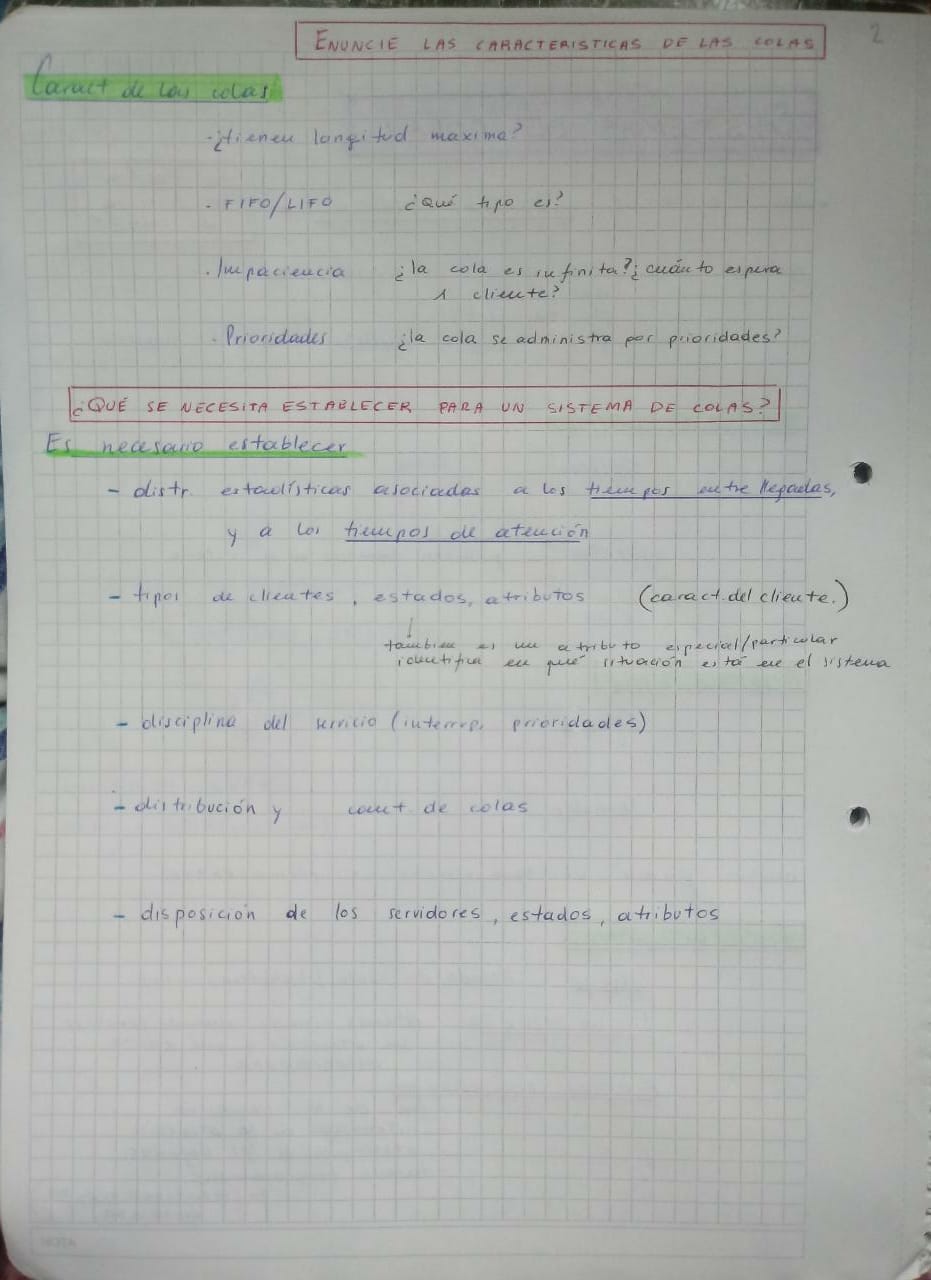 ENUNCIE LAS CARACTERISTICAS DE LAS COLAS
2
Caract de las colas
· ¿tienen longitud maxima?
· FIFO/LIFO ¿Qué tipo es?
· Impaciencia ¿la cola es infinita? ¿cuánto espera
1 cliente?
· Prioridades ¿la cola se administra por prioridades?
¿QUÉ SE NECESITA ESTABLECER PARA UN SISTEMA DE COLAS?
Es necesario establecer
- distr. estadísticas asociadas a los tiempos entre llegadas,
y a los tiempos de atención
- tipos de clientes, estados, atributos (caract. del cliente.)
tambien es un atributo especial/particular
identifica en qué situación está en el sistema
- disciplina del servicio (interrup, prioridades)
- distribución y cant de colas
- disposición de los servidores, estados, atributos
NOTA